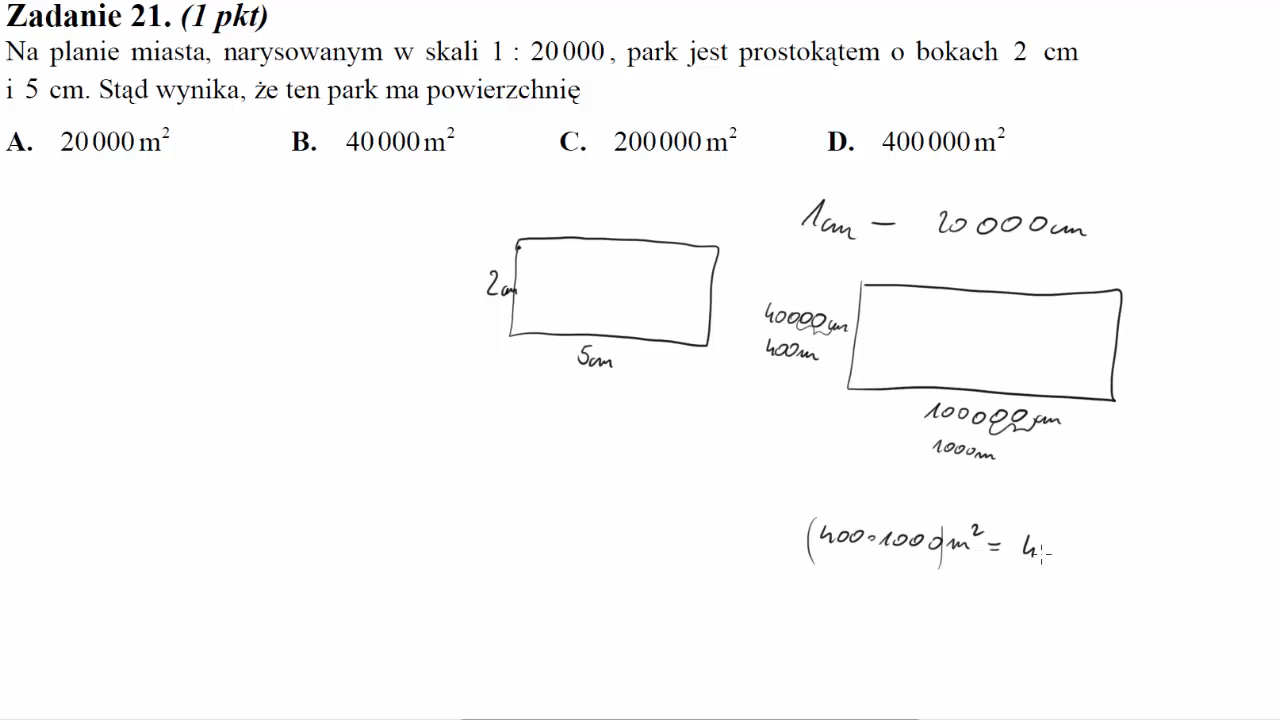 Zadanie 21. (1 pkt)
Na planie miasta, narysowanym w skali 1 : 20 000, park jest prostokątem o bokach 2 cm
i 5 cm. Stąd wynika, że ten park ma powierzchnię
A. 20 000 m² B. 40 000 m² C. 200 000 m² D. 400 000 m²
1cm – 20 000cm
2cm
5cm
40000cm
400m
100000cm
1000m
(400·1000)m² = 4